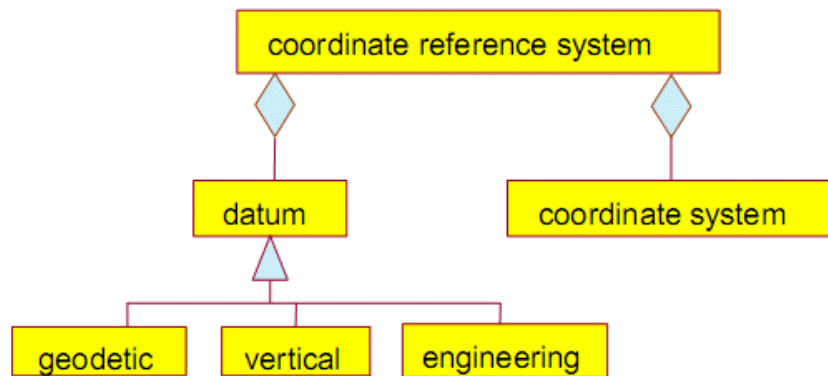 coordinate reference system
datum
coordinate system
geodetic
vertical
engineering